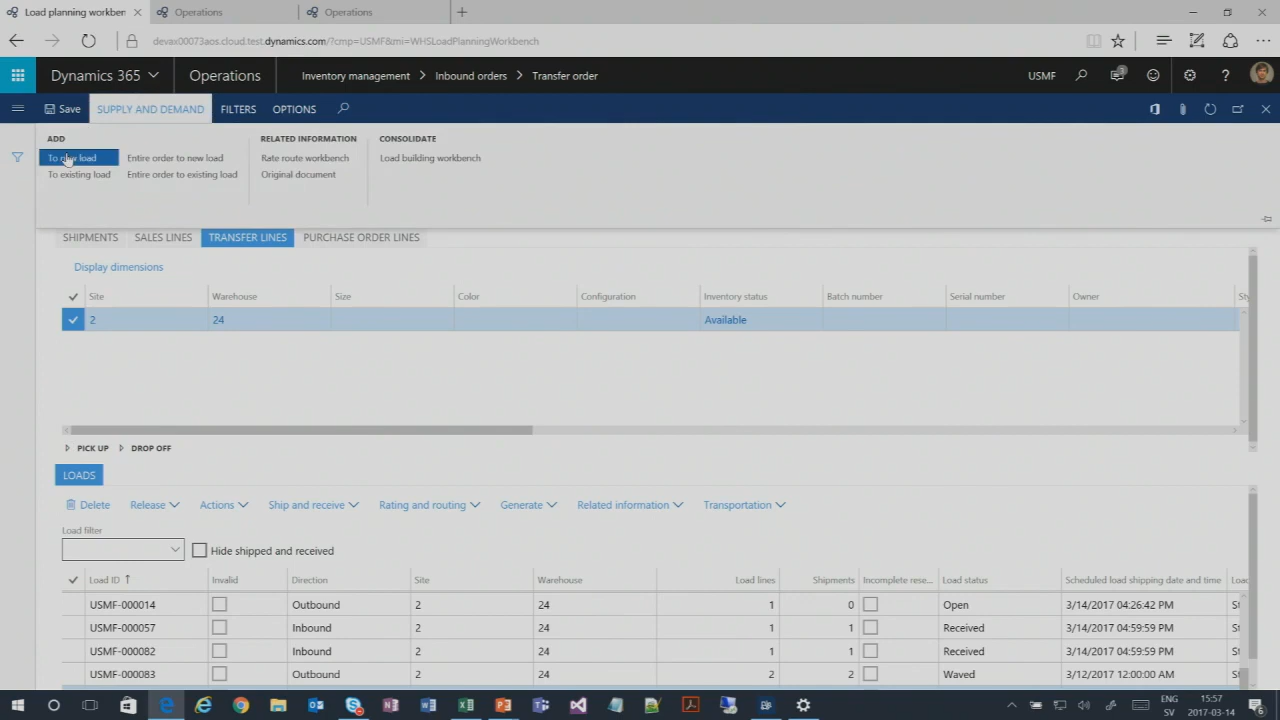 Load planning workben
Operations
Operations
devax00073aos.cloud.test.dynamics.com/?cmp=USMF&mi=WHSLoadPlanningWorkbench
Dynamics 365
Operations
Inventory management > Inbound orders > Transfer order
USMF
3
?
Save
SUPPLY AND DEMAND
FILTERS
OPTIONS
ADD
RELATED INFORMATION
CONSOLIDATE
To new load
Entire order to new load
Rate route workbench
Load building workbench
To existing load
Entire order to existing load
Original document
SHIPMENTS
SALES LINES
TRANSFER LINES
PURCHASE ORDER LINES
Display dimensions
Site Warehouse Size Color Configuration Inventory status Batch number Serial number Owner
2 24 Available
PICK UP
DROP OFF
LOADS
Delete Release Actions Ship and receive Rating and routing Generate Related information Transportation
Load filter
Hide shipped and received
Load ID ↑ Invalid Direction Site Warehouse Load lines Shipments Incomplete rese... Load status Scheduled load shipping date and time Loa
USMF-000014 Outbound 2 24 1 0 Open 3/14/2017 04:26:42 PM
USMF-000057 Inbound 2 24 1 1 Received 3/14/2017 04:59:59 PM
USMF-000082 Inbound 2 24 1 1 Received 3/14/2017 04:59:59 PM
USMF-000083 Outbound 2 24 2 2 Waved 3/12/2017 12:00:00 AM
ENG
15:57
SV
2017-03-14